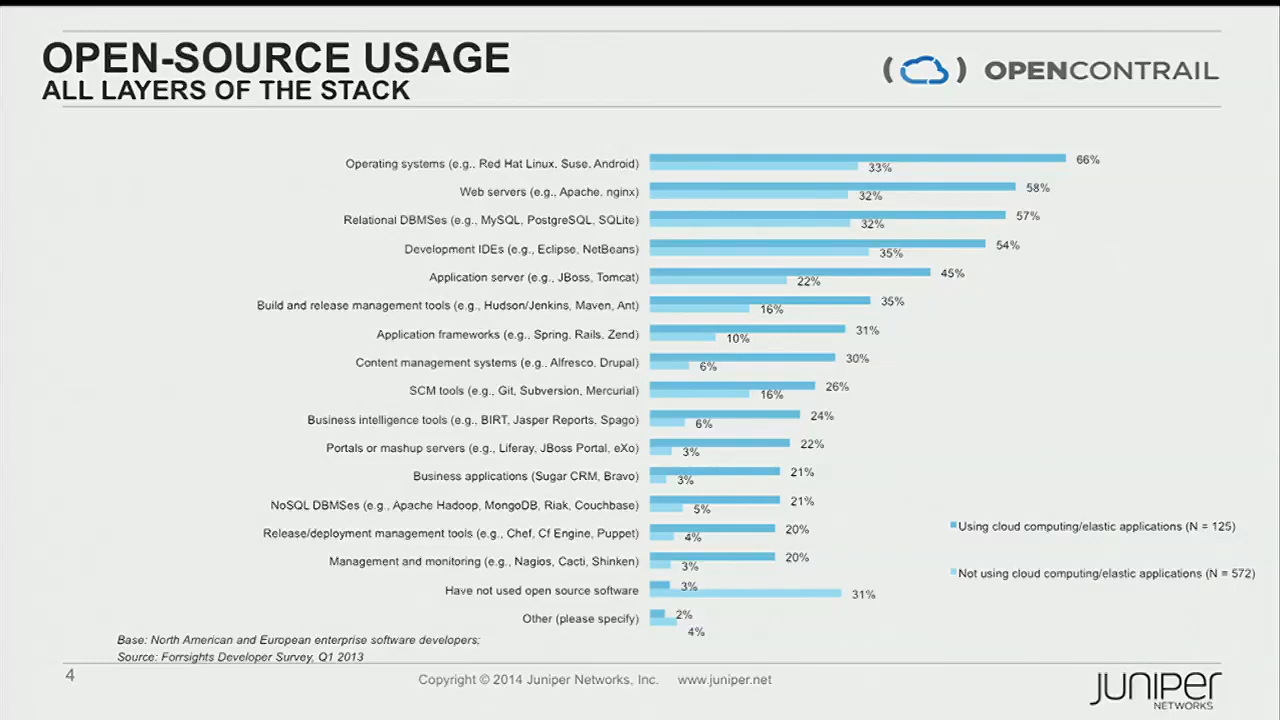 OPEN-SOURCE USAGE
ALL LAYERS OF THE STACK
( ) OPENCONTRAIL
Operating systems (e.g., Red Hat Linux, Suse, Android) 66%
33%
Web servers (e.g., Apache, nginx) 58%
32%
Relational DBMSes (e.g., MySQL, PostgreSQL, SQLite) 57%
32%
Development IDEs (e.g., Eclipse, NetBeans) 54%
35%
Application server (e.g., JBoss, Tomcat) 45%
22%
Build and release management tools (e.g., Hudson/Jenkins, Maven, Ant) 35%
16%
Application frameworks (e.g., Spring, Rails, Zend) 31%
10%
Content management systems (e.g., Alfresco, Drupal) 30%
6%
SCM tools (e.g., Git, Subversion, Mercurial) 26%
16%
Business intelligence tools (e.g., BIRT, Jasper Reports, Spago) 24%
6%
Portals or mashup servers (e.g., Liferay, JBoss Portal, eXo) 22%
3%
Business applications (Sugar CRM, Bravo) 21%
3%
NoSQL DBMSes (e.g., Apache Hadoop, MongoDB, Riak, Couchbase) 21%
5%
Release/deployment management tools (e.g., Chef, Cf Engine, Puppet) 20%
4%
Management and monitoring (e.g., Nagios, Cacti, Shinken) 20%
3%
Have not used open source software 3%
31%
Other (please specify) 2%
4%
Using cloud computing/elastic applications (N = 125)
Not using cloud computing/elastic applications (N = 572)
Base: North American and European enterprise software developers;
Source: Forrsights Developer Survey, Q1 2013
4
Copyright © 2014 Juniper Networks, Inc. www.juniper.net
JUNIPER
NETWORKS